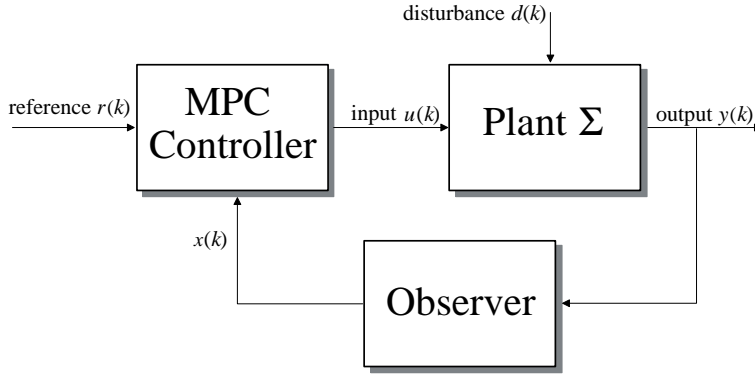 disturbance d(k)
reference r(k)
MPC
Controller
input u(k)
Plant Σ
output y(k)
x(k)
Observer